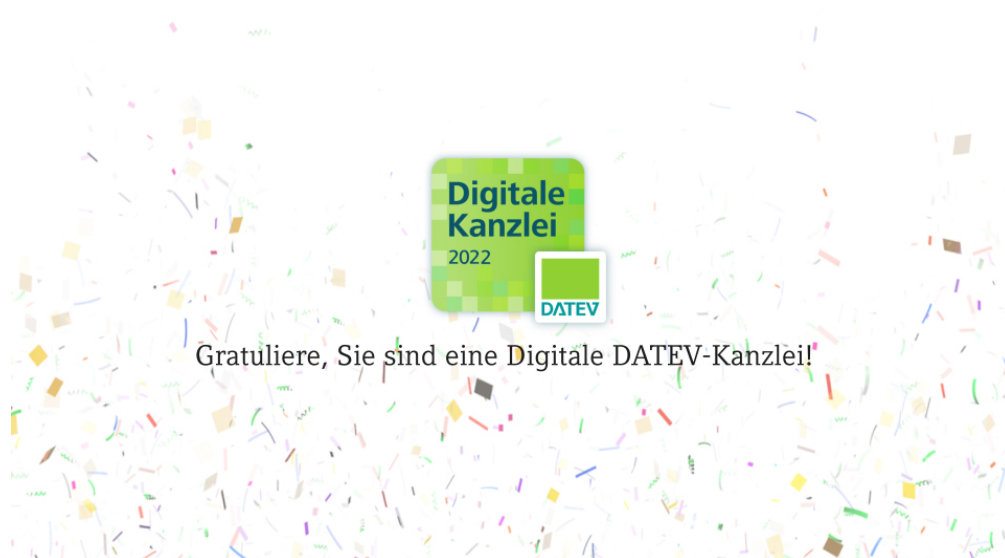 Digitale
Kanzlei
2022
DATEV
Gratuliere, Sie sind eine Digitale DATEV-Kanzlei!